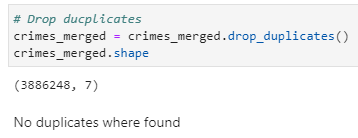 # Drop ducplicates
crimes_merged = crimes_merged.drop_duplicates()
crimes_merged.shape
(3886248, 7)
No duplicates where found